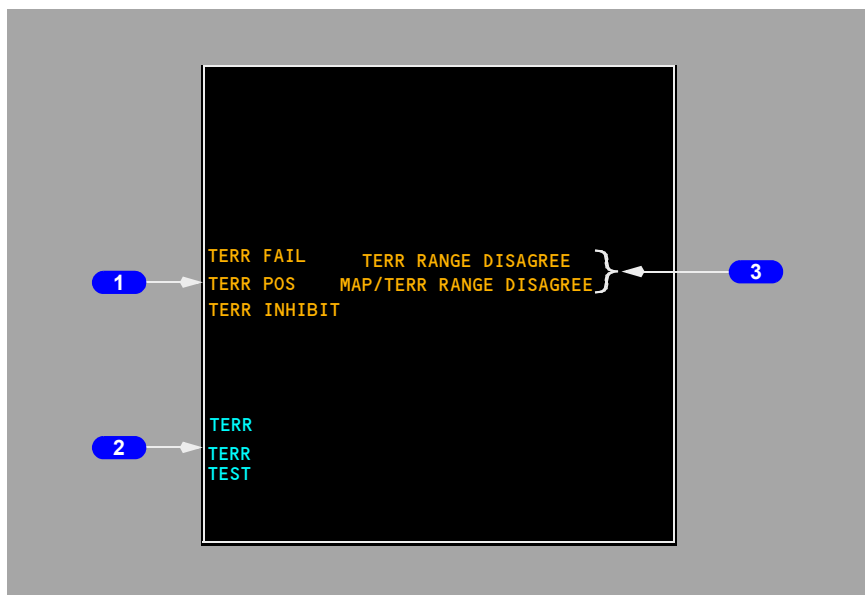 TERR FAIL
TERR RANGE DISAGREE
1
TERR POS
MAP/TERR RANGE DISAGREE
3
TERR INHIBIT
TERR
2
TERR
TEST